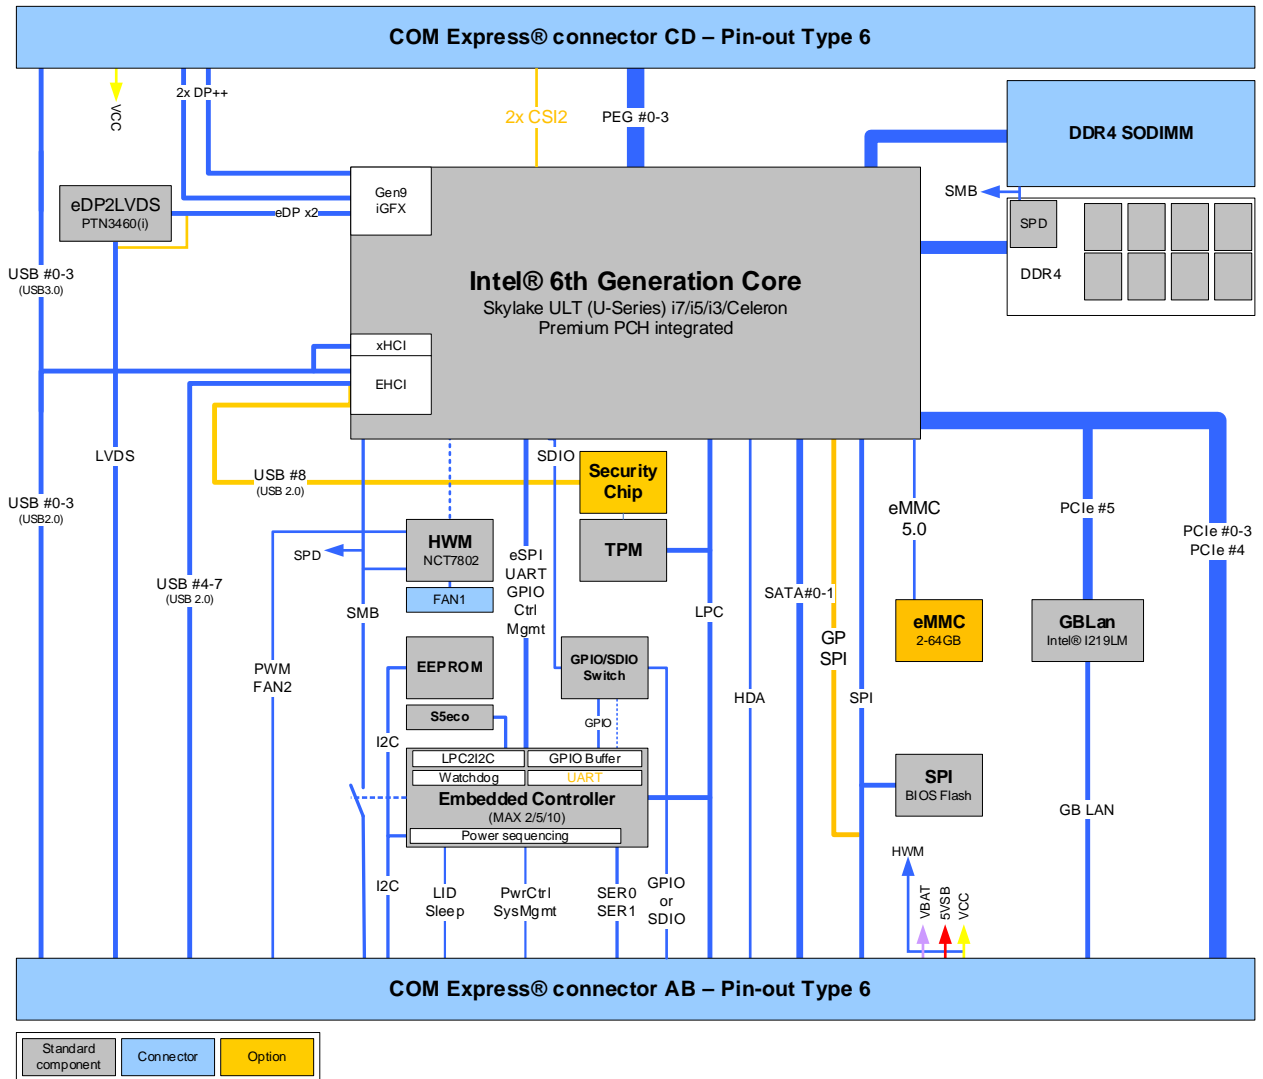 COM Express® connector CD – Pin-out Type 6
2x DP++
VCC
2x CSI2
PEG #0-3
DDR4 SODIMM
SMB
SPD
DDR4
eDP2LVDS
PTN3460(i)
eDP x2
Gen9
iGFX
USB #0-3
(USB3.0)
Intel® 6th Generation Core
Skylake ULT (U-Series) i7/i5/i3/Celeron
Premium PCH integrated
xHCI
EHCI
LVDS
USB #8
(USB 2.0)
SDIO
Security
Chip
USB #0-3
(USB2.0)
eMMC
5.0
PCIe #5
PCIe #0-3
PCIe #4
SPD
HWM
NCT7802
FAN1
eSPI
UART
GPIO
Ctrl
Mgmt
TPM
USB #4-7
(USB 2.0)
SMB
LPC
SATA#0-1
GP
SPI
eMMC
2-64GB
GBLan
Intel® I219LM
PWM
FAN2
EEPROM
GPIO/SDIO
Switch
HDA
SPI
S5eco
GPIO
I2C
LPC2I2C
GPIO Buffer
Watchdog
UART
Embedded Controller
(MAX 2/5/10)
Power sequencing
SPI
BIOS Flash
GB LAN
HWM
VBAT
5VSB
VCC
I2C
LID
Sleep
PwrCtrl
SysMgmt
SER0
SER1
GPIO
or
SDIO
COM Express® connector AB – Pin-out Type 6
Standard
component
Connector
Option